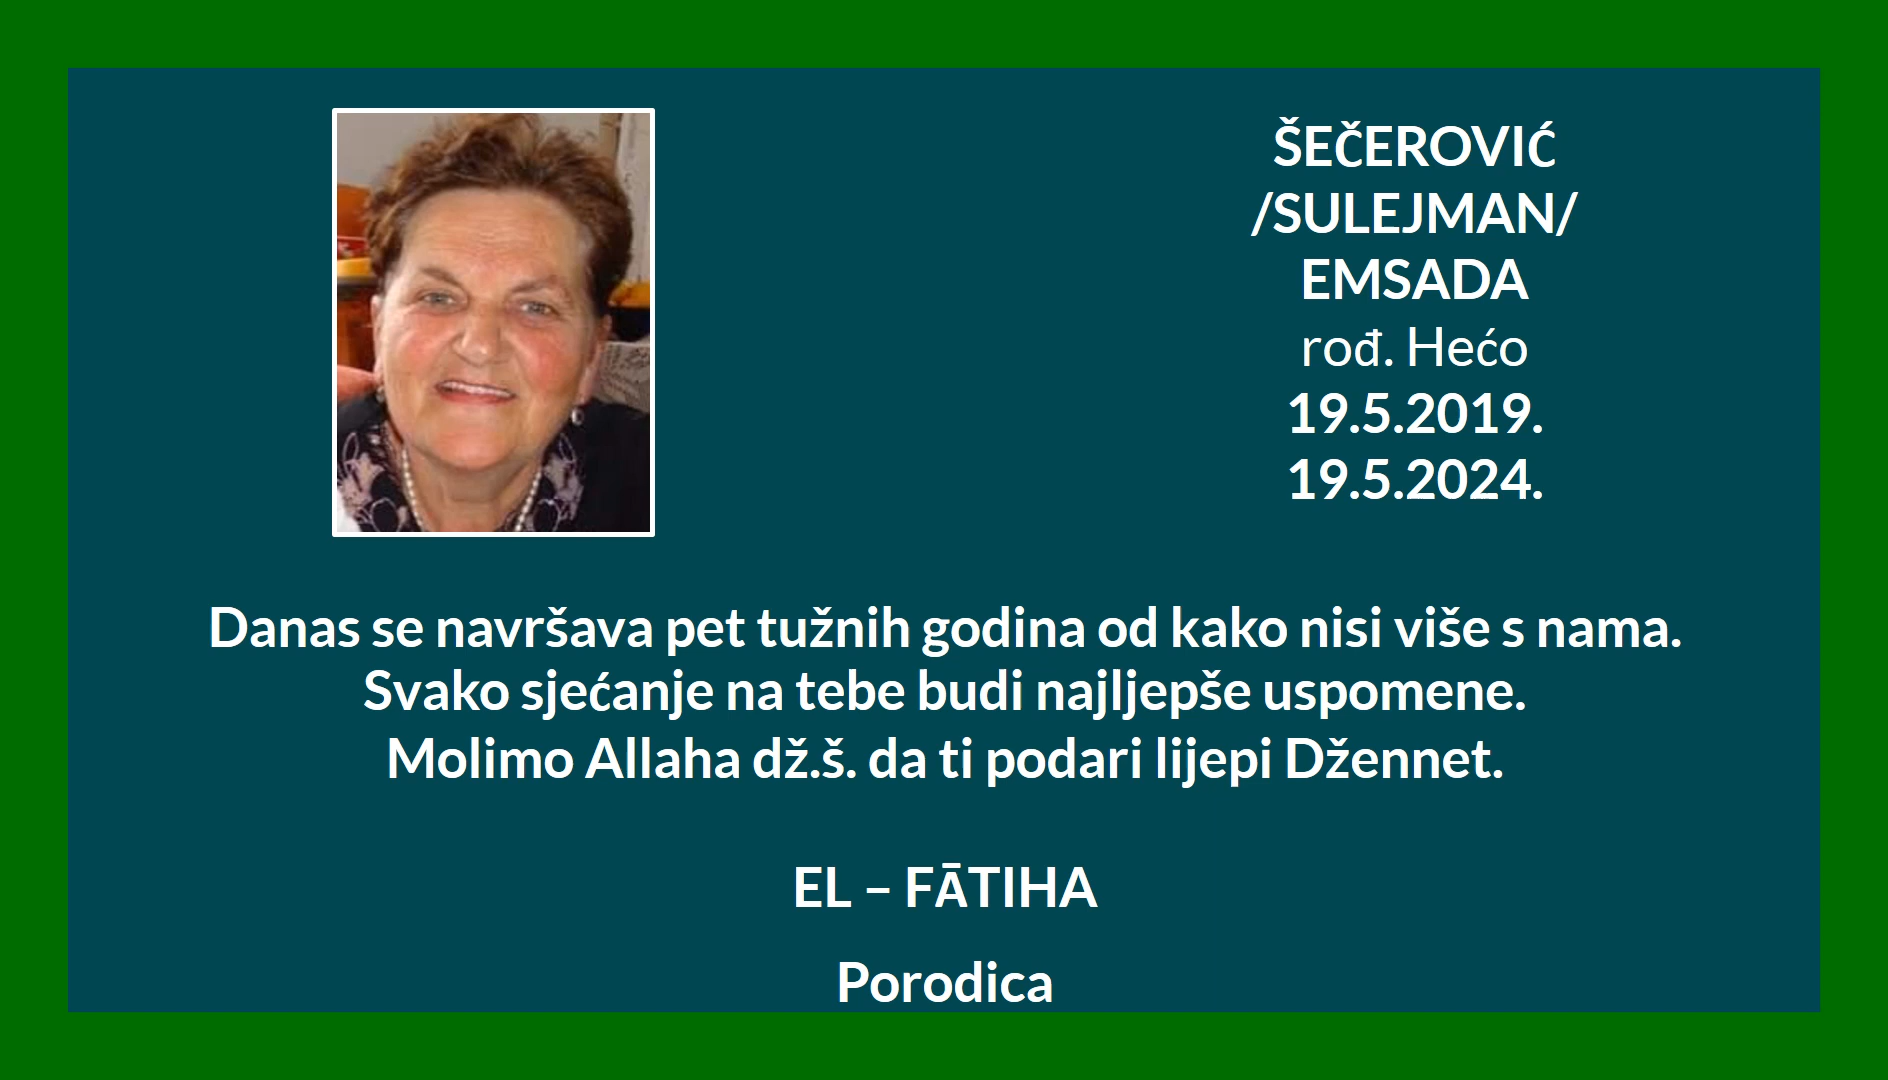 ŠEČEROVIĆ
/SULEJMAN/
EMSADA
rođ. Hećo
19.5.2019.
19.5.2024.
Danas se navršava pet tužnih godina od kako nisi više s nama.
Svako sjećanje na tebe budi najljepše uspomene.
Molimo Allaha dž.š. da ti podari lijepi Džennet.
EL – FĀTIHA
Porodica